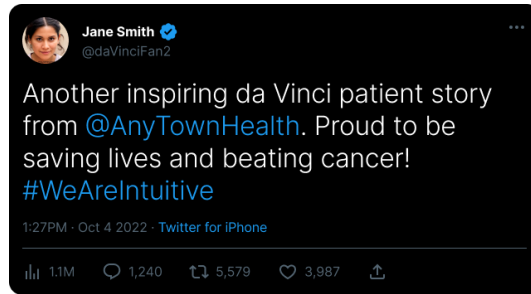 Jane Smith
@daVinciFan2
Another inspiring da Vinci patient story
from @AnyTownHealth. Proud to be
saving lives and beating cancer!
#WeAreIntuitive
1:27PM · Oct 4 2022 · Twitter for iPhone
1.1M 1,240 5,579 3,987